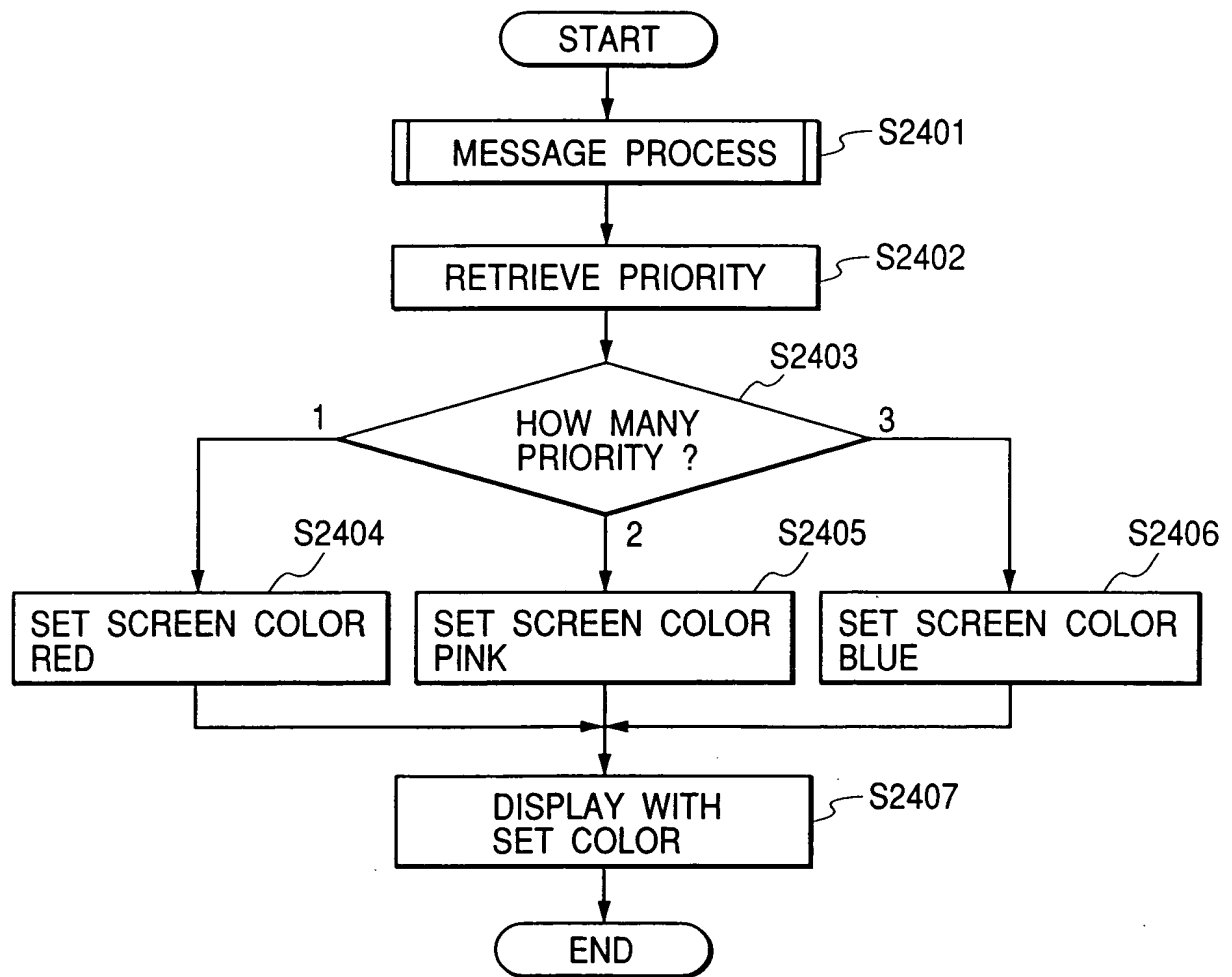 START
MESSAGE PROCESS
S2401
RETRIEVE PRIORITY
S2402
S2403
HOW MANY
PRIORITY ?
1
3
2
S2404
SET SCREEN COLOR
RED
S2405
SET SCREEN COLOR
PINK
S2406
SET SCREEN COLOR
BLUE
DISPLAY WITH
SET COLOR
S2407
END